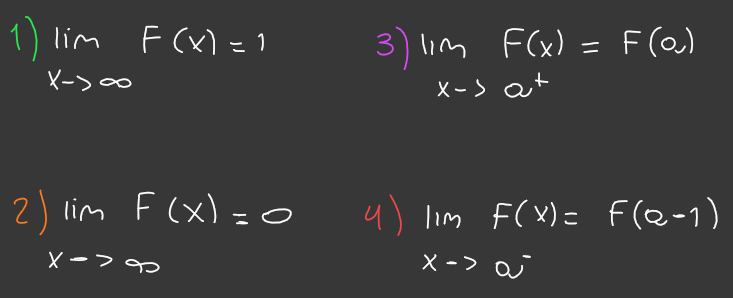 1) lim F(x) = 1
x -> ∞
2) lim F(x) = 0
x -> ∞
3) lim F(x) = F(a)
x -> a⁺
4) lim F(x) = F(a-1)
x -> a⁻